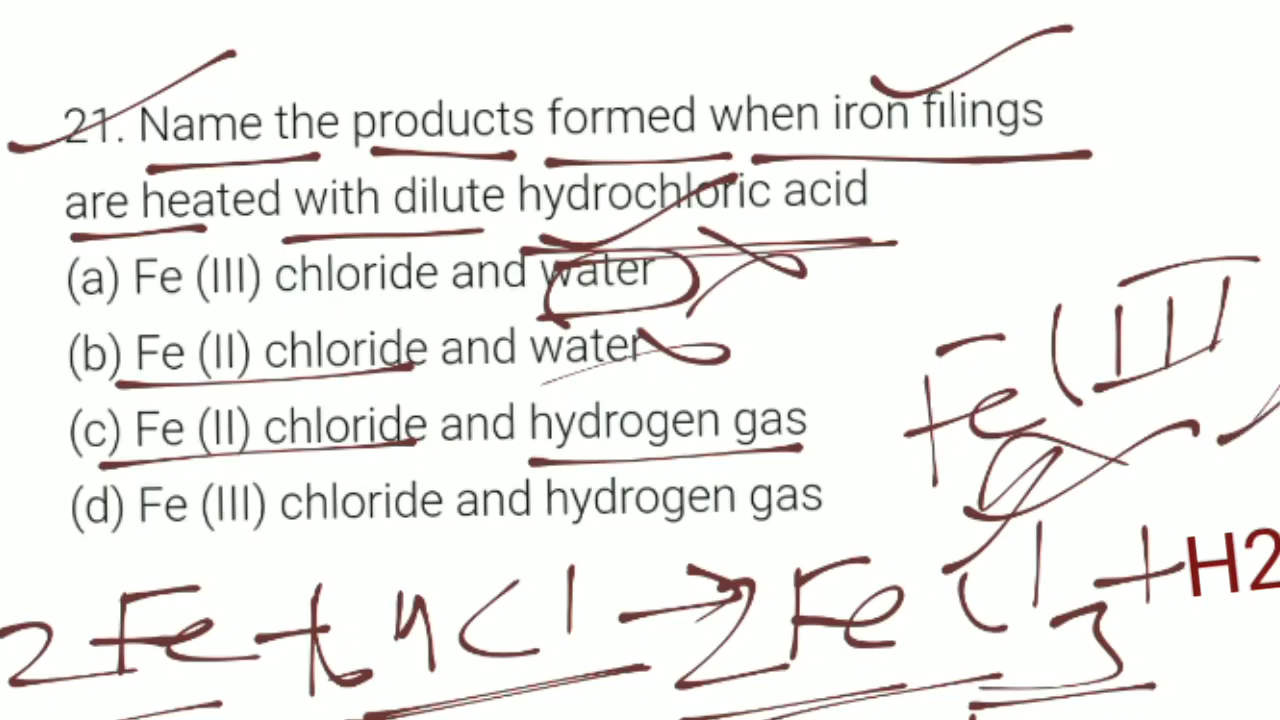 21. Name the products formed when iron filings
are heated with dilute hydrochloric acid
(a) Fe (III) chloride and water
(b) Fe (II) chloride and water
(c) Fe (II) chloride and hydrogen gas
(d) Fe (III) chloride and hydrogen gas
Fe (III)
2Fe + 6HCl → 2FeCl3 + H2